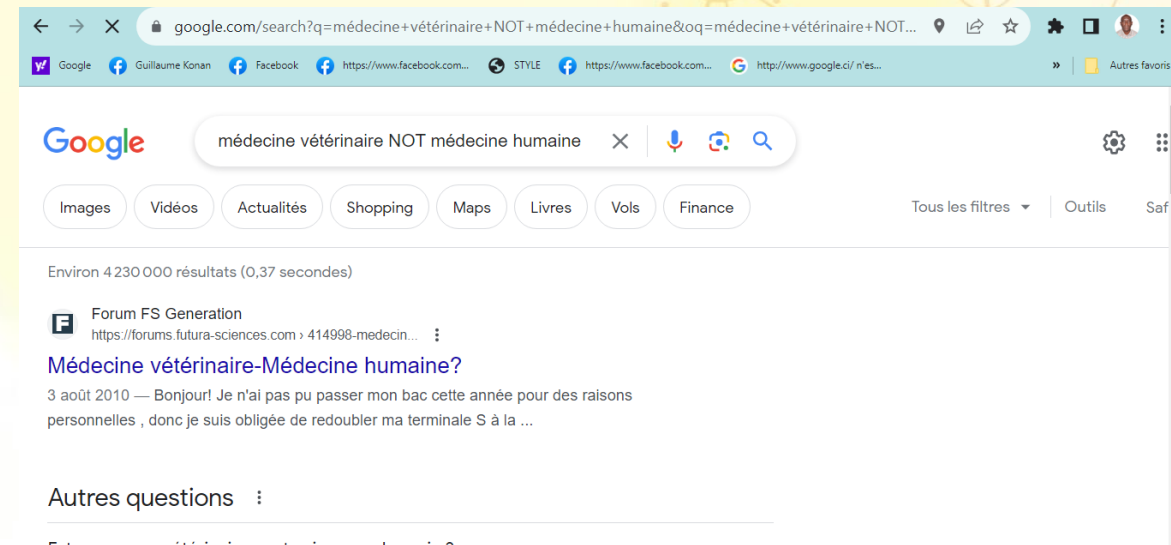 google.com/search?q=médecine+vétérinaire+NOT+médecine+humaine&oq=médecine+vétérinaire+NOT...
Google Guillaume Konan Facebook https://www.facebook.com... STYLE https://www.facebook.com... http://www.google.ci/ n'es... » Autres favoris
Google médecine vétérinaire NOT médecine humaine
Images Vidéos Actualités Shopping Maps Livres Vols Finance Tous les filtres Outils Saf
Environ 4 230 000 résultats (0,37 secondes)
Forum FS Generation
https://forums.futura-sciences.com › 414998-medecin...
Médecine vétérinaire-Médecine humaine?
3 août 2010 — Bonjour! Je n'ai pas pu passer mon bac cette année pour des raisons
personnelles , donc je suis obligée de redoubler ma terminale S à la ...
Autres questions